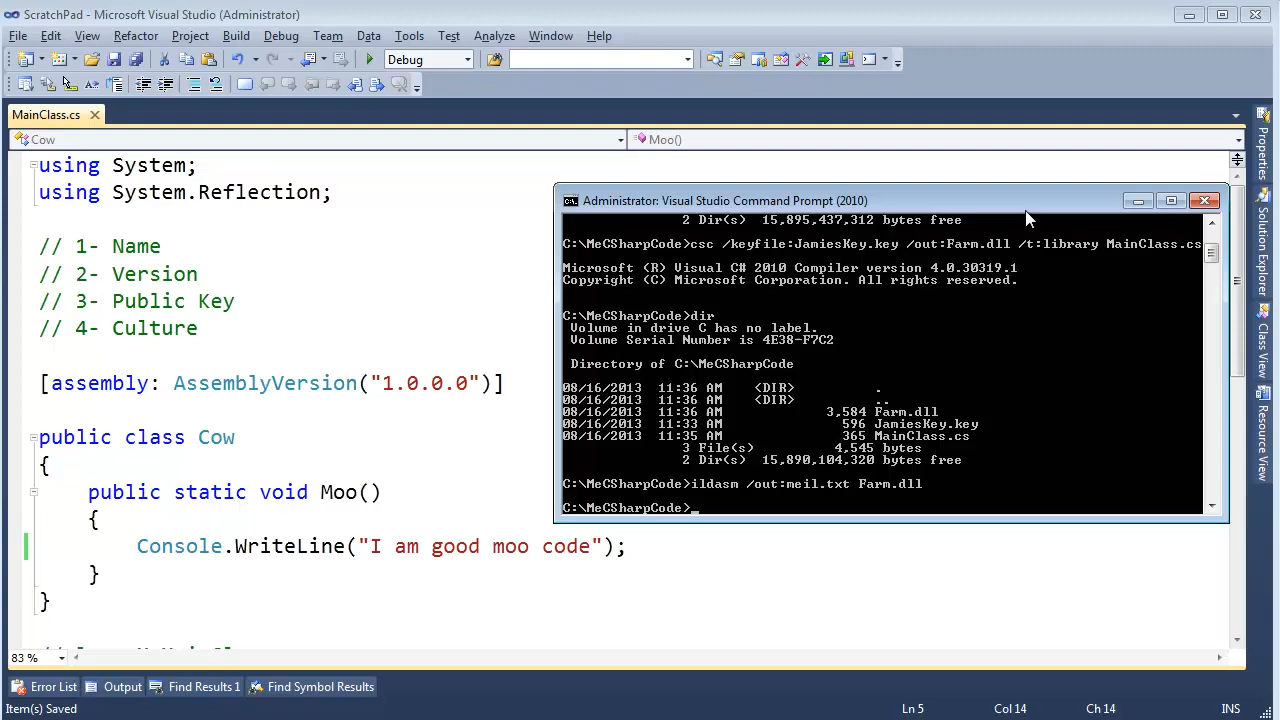 ScratchPad - Microsoft Visual Studio (Administrator)
File Edit View Refactor Project Build Debug Team Data Tools Test Analyze Window Help
Debug
MainClass.cs
Cow
Moo()
using System;
using System.Reflection;
// 1- Name
// 2- Version
// 3- Public Key
// 4- Culture
[assembly: AssemblyVersion("1.0.0.0")]
public class Cow
{
public static void Moo()
{
Console.WriteLine("I am good moo code");
}
}
Administrator: Visual Studio Command Prompt (2010)
2 Dir(s) 15,895,437,312 bytes free
C:\MeCSharpCode>csc /keyfile:JamiesKey.key /out:Farm.dll /t:library MainClass.cs
Microsoft (R) Visual C# 2010 Compiler version 4.0.30319.1
Copyright (C) Microsoft Corporation. All rights reserved.
C:\MeCSharpCode>dir
Volume in drive C has no label.
Volume Serial Number is 4E38-F7C2
Directory of C:\MeCSharpCode
08/16/2013 11:36 AM <DIR> .
08/16/2013 11:36 AM <DIR> ..
08/16/2013 11:36 AM 3,584 Farm.dll
08/16/2013 11:33 AM 596 JamiesKey.key
08/16/2013 11:35 AM 365 MainClass.cs
3 File(s) 4,545 bytes
2 Dir(s) 15,890,104,320 bytes free
C:\MeCSharpCode>ildasm /out:meil.txt Farm.dll
C:\MeCSharpCode>_
Properties
Solution Explorer
Class View
Resource View
83 %
Error List Output Find Results 1 Find Symbol Results
Item(s) Saved Ln 5 Col 14 Ch 14 INS